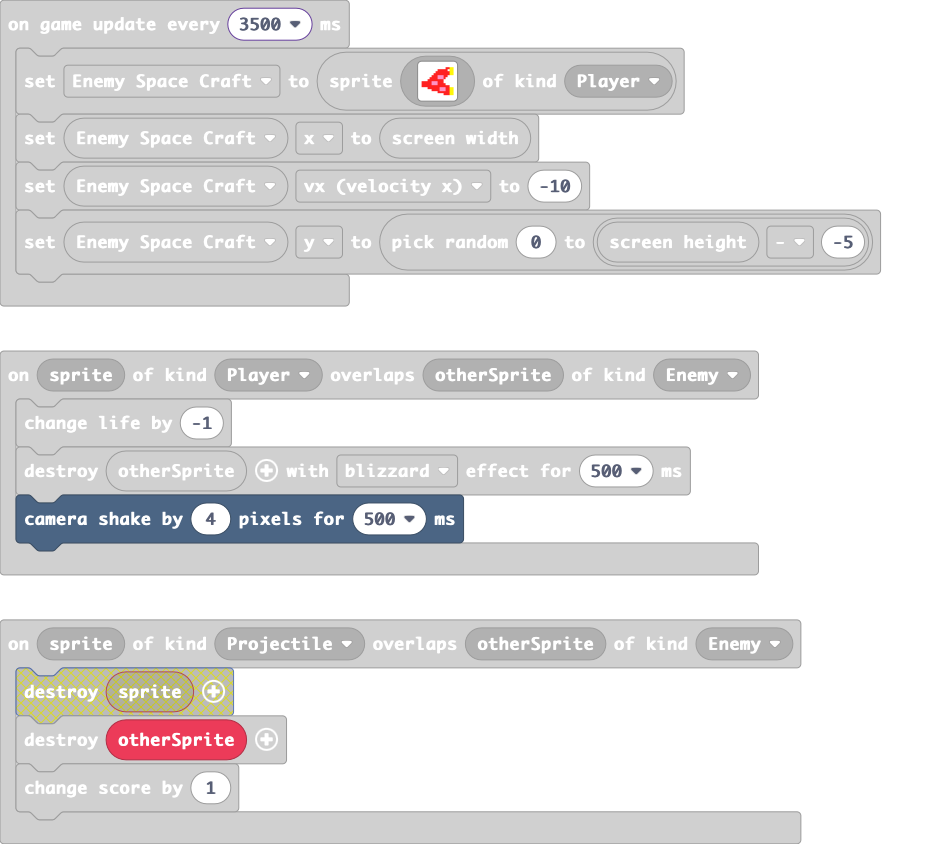 on game update every 3500 ms
set Enemy Space Craft to sprite of kind Player
set Enemy Space Craft x to screen width
set Enemy Space Craft vx (velocity x) to -10
set Enemy Space Craft y to pick random 0 to screen height - -5
on sprite of kind Player overlaps otherSprite of kind Enemy
change life by -1
destroy otherSprite + with blizzard effect for 500 ms
camera shake by 4 pixels for 500 ms
on sprite of kind Projectile overlaps otherSprite of kind Enemy
destroy sprite +
destroy otherSprite +
change score by 1